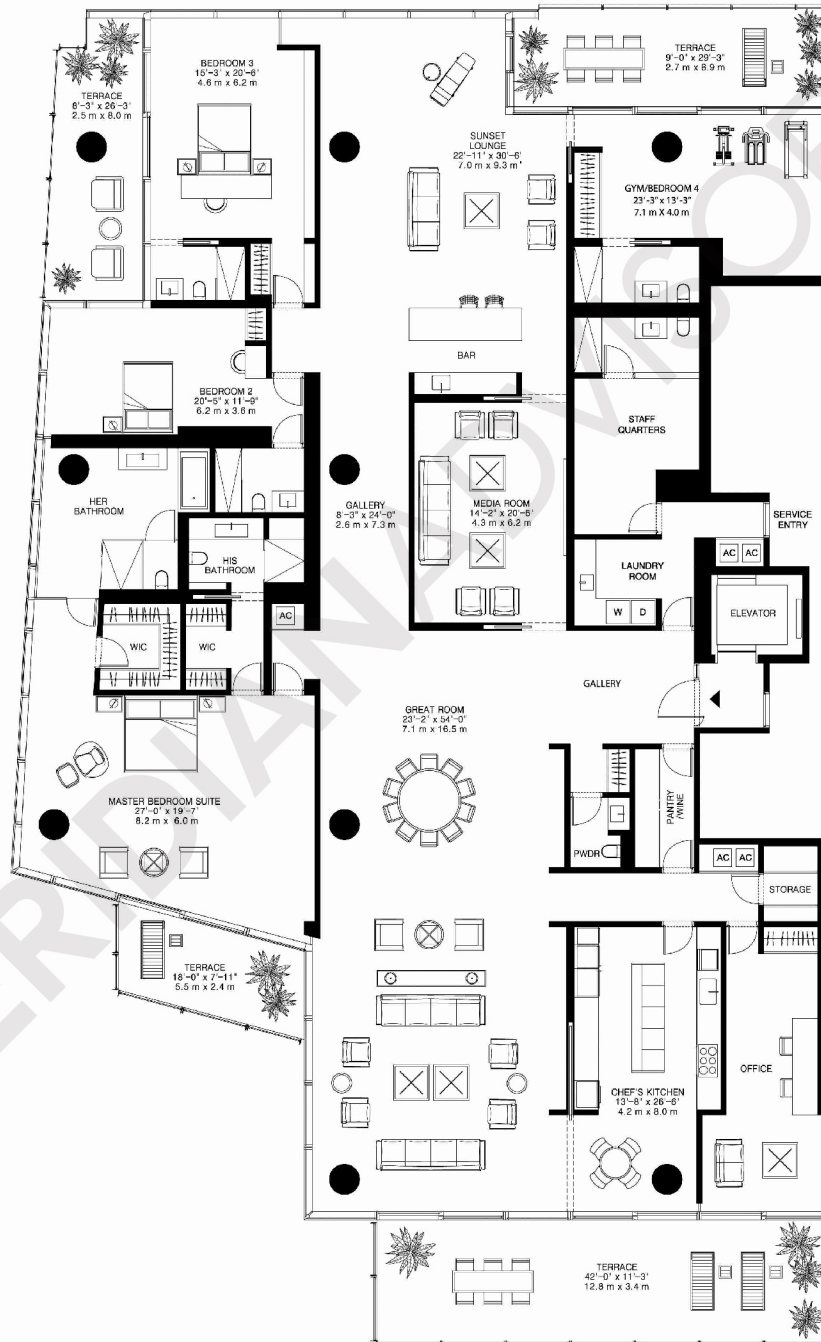 TERRACE
8'-3" x 26'-3"
2.5 m x 8.0 m
BEDROOM 3
15'-3" x 20'-6"
4.6 m x 6.2 m
TERRACE
9'-0" x 29'-3"
2.7 m x 8.9 m
SUNSET
LOUNGE
22'-11" x 30'-6"
7.0 m x 9.3 m
GYM/BEDROOM 4
23'-3" x 13'-3"
7.1 m X 4.0 m
BAR
BEDROOM 2
20'-5" x 11'-9"
6.2 m x 3.6 m
STAFF
QUARTERS
HER
BATHROOM
GALLERY
8'-3" x 24'-0"
2.6 m x 7.3 m
MEDIA ROOM
14'-2" x 20'-6"
4.3 m x 6.2 m
SERVICE
ENTRY
HIS
BATHROOM
LAUNDRY
ROOM
AC AC
W D
ELEVATOR
AC
WIC
WIC
GALLERY
GREAT ROOM
23'-2" x 54'-0"
7.1 m x 16.5 m
MASTER BEDROOM SUITE
27'-0" x 19'-7"
8.2 m x 6.0 m
PWDR
PANTRY
/WINE
AC AC
STORAGE
TERRACE
18'-0" x 7'-11"
5.5 m x 2.4 m
OFFICE
CHEF'S KITCHEN
13'-8" x 26'-6"
4.2 m x 8.0 m
TERRACE
42'-0" x 11'-3"
12.8 m x 3.4 m
ERIDIANADVISO